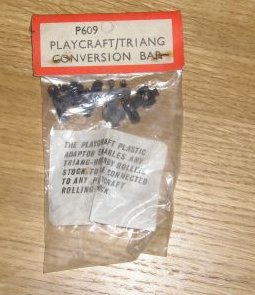 P609
PLAYCRAFT/TRIANG
CONVERSION BAR
THE PLAYCRAFT PLASTIC
ADAPTOR ENABLES ANY
TRIANG-HORNBY ROLLING
STOCK TO BE CONNECTED
TO ANY PLAYCRAFT
ROLLING STOCK